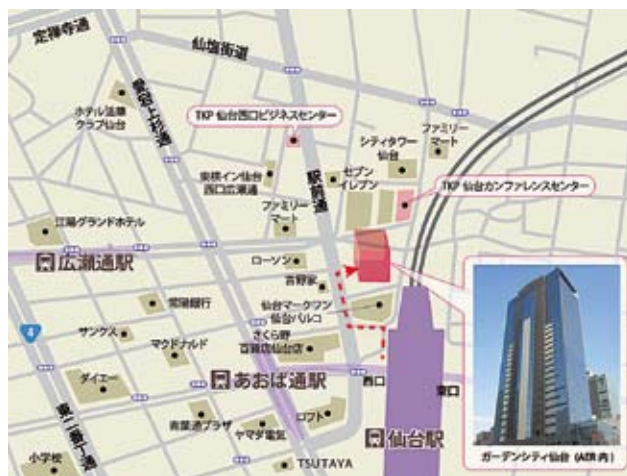 定禅寺通
仙塩街道
愛宕上杉通
ホテル法華
クラブ仙台
TKP 仙台西口ビジネスセンター
シティタワー
仙台
ファミリー
マート
東横イン仙台
西口広瀬通
駅前通
セブン
イレブン
TKP 仙台カンファレンスセンター
江陽グランドホテル
ファミリー
マート
広瀬通駅
ローソン
吉野家
常陽銀行
仙台マークワン
仙台パルコ
4
サンクス
マクドナルド
さくら野
百貨店仙台店
ダイエー
あおば通駅
西口
東口
東二番丁通
青葉通プラザ
ヤマダ電気
ロフト
仙台駅
ガーデンシティ仙台 (AER 内)
小学校
TSUTAYA